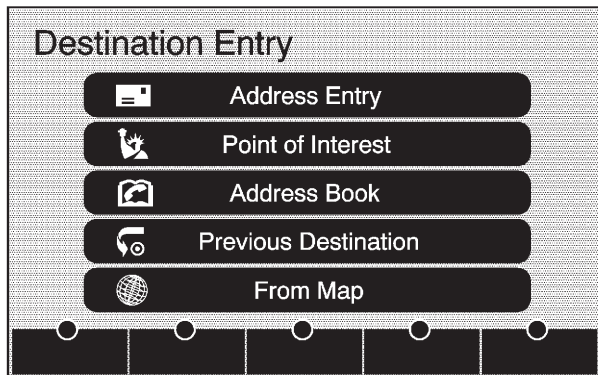 Destination Entry
Address Entry
Point of Interest
Address Book
Previous Destination
From Map